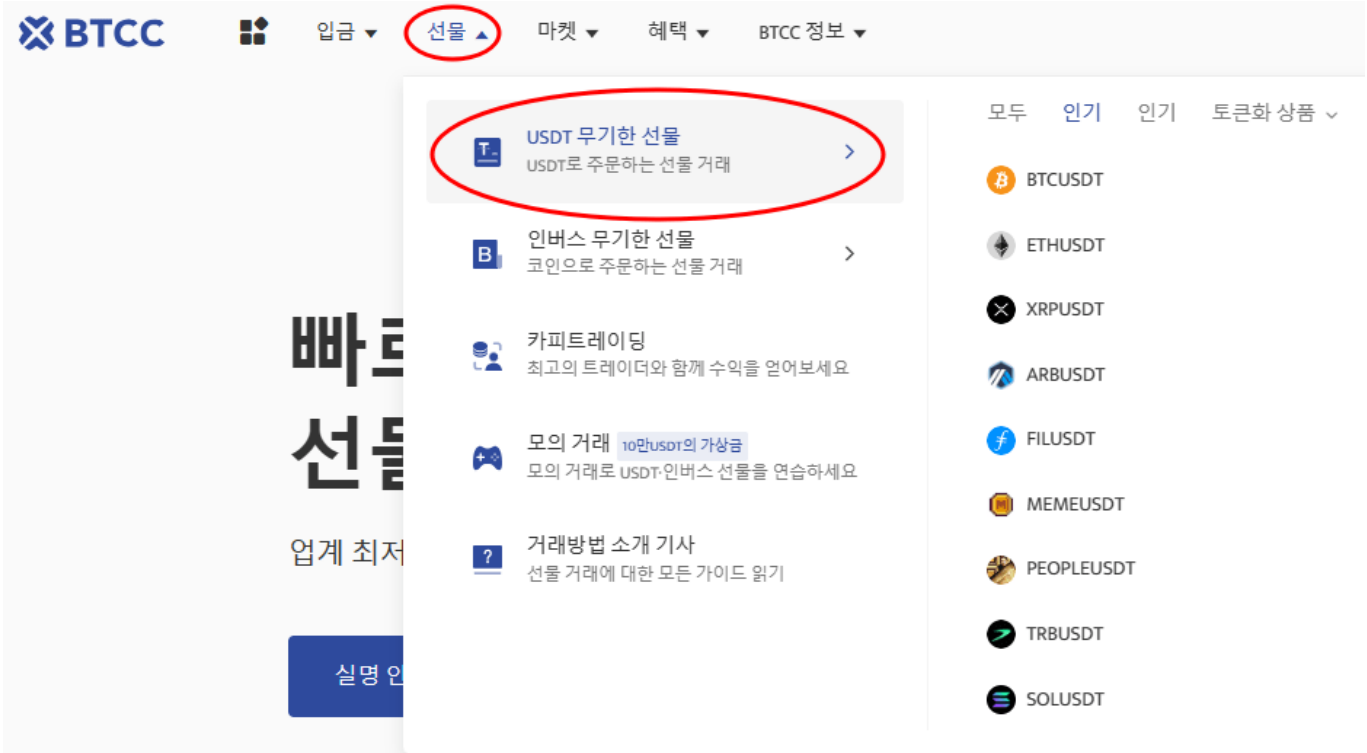 BTCC
입금
선물
마켓
혜택
BTCC 정보
USDT 무기한 선물
USDT로 주문하는 선물 거래
인버스 무기한 선물
코인으로 주문하는 선물 거래
카피트레이딩
최고의 트레이더와 함께 수익을 얻어보세요
모의 거래 10만USDT의 가상금
모의 거래로 USDT·인버스 선물을 연습하세요
거래방법 소개 기사
선물 거래에 대한 모든 가이드 읽기
모두 인기 인기 토큰화 상품
BTCUSDT
ETHUSDT
XRPUSDT
ARBUSDT
FILUSDT
MEMEUSDT
PEOPLEUSDT
TRBUSDT
SOLUSDT
업계 최저
실명